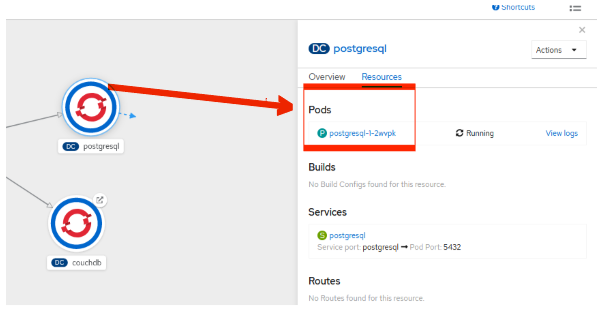 Shortcuts
DC postgresql
Actions
Overview Resources
Pods
P postgresql-1-2wvpk Running View logs
DC postgresql
Builds
No Build Configs found for this resource.
Services
S postgresql
Service port: postgresql → Pod Port: 5432
DC couchdb
Routes
No Routes found for this resource.